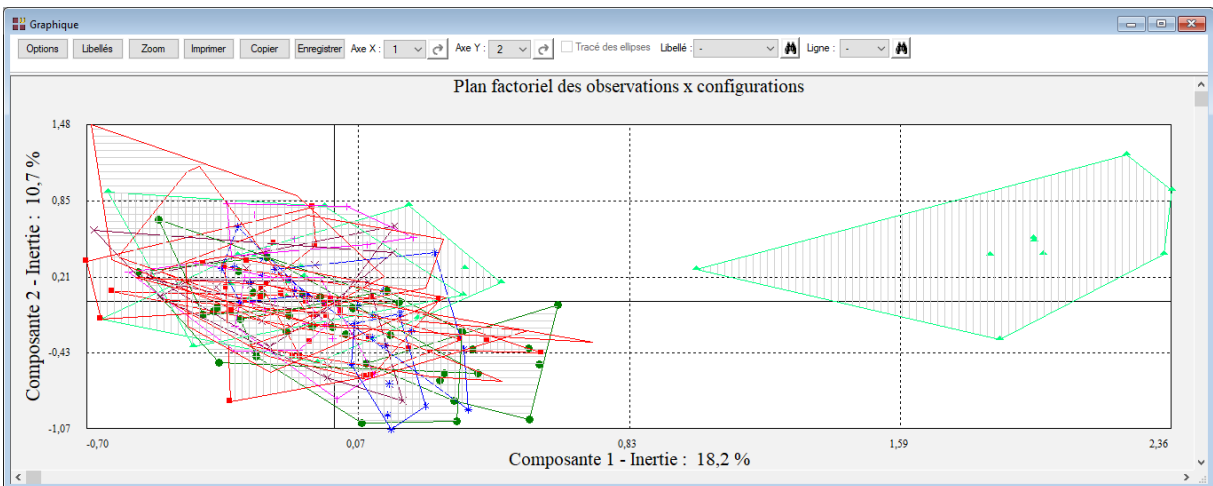 Graphique
Options Libellés Zoom Imprimer Copier Enregistrer Axe X : 1 Axe Y : 2 Tracé des ellipses Libellé : - Ligne : -
Plan factoriel des observations x configurations
1,48
0,85
0,21
-0,43
-1,07
Composante 2 - Inertie : 10,7 %
-0,70 0,07 0,83 1,59 2,36
Composante 1 - Inertie : 18,2 %